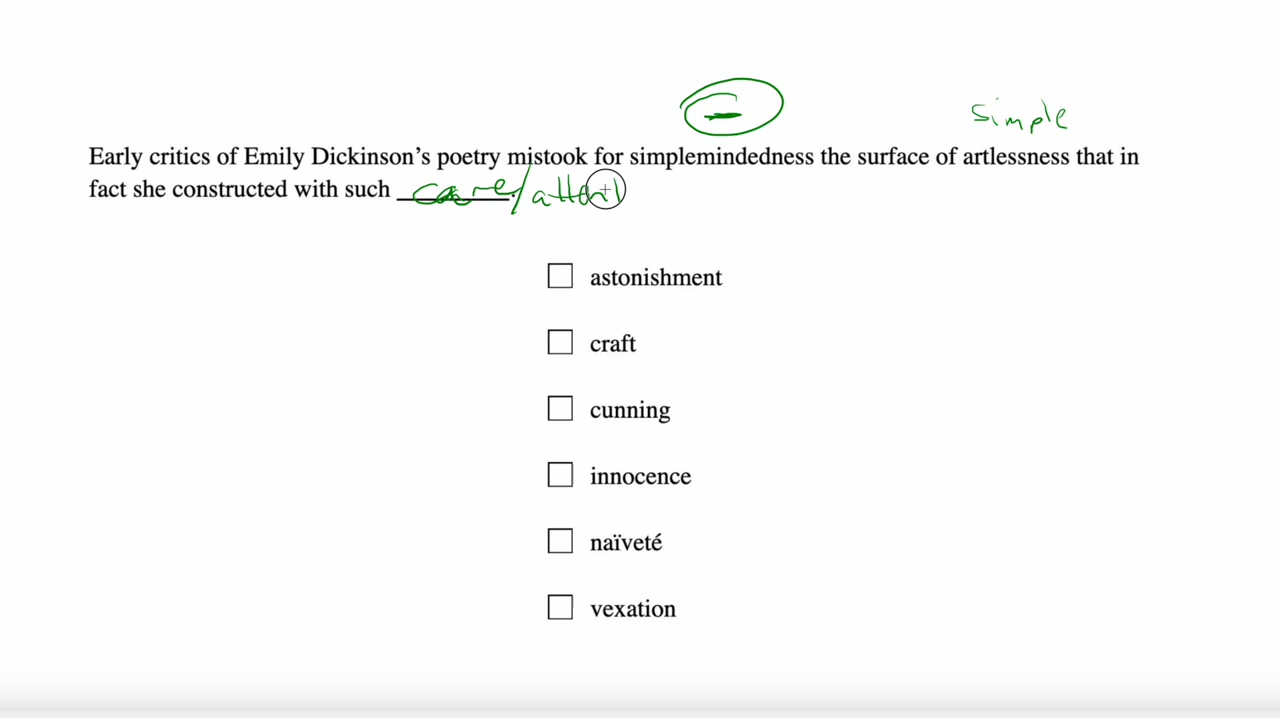 simple
Early critics of Emily Dickinson's poetry mistook for simplemindedness the surface of artlessness that in
fact she constructed with such care/
astonishment
craft
cunning
innocence
naïveté
vexation